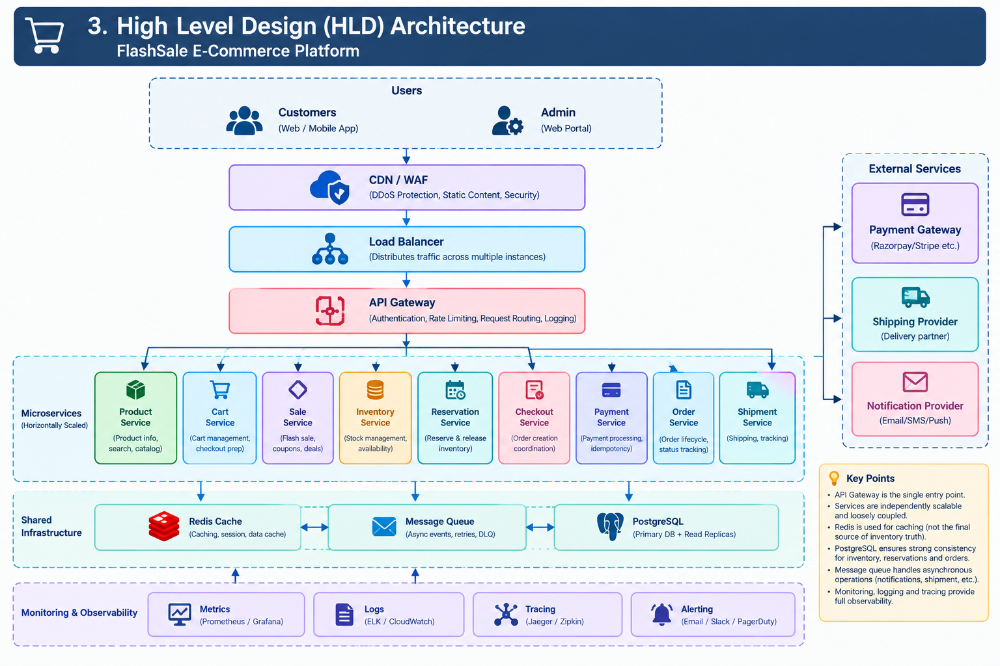 3. High Level Design (HLD) Architecture
FlashSale E-Commerce Platform
Users
Customers
(Web / Mobile App)
Admin
(Web Portal)
CDN / WAF
(DDoS Protection, Static Content, Security)
Load Balancer
(Distributes traffic across multiple instances)
API Gateway
(Authentication, Rate Limiting, Request Routing, Logging)
External Services
Payment Gateway
(Razorpay/Stripe etc.)
Shipping Provider
(Delivery partner)
Notification Provider
(Email/SMS/Push)
Microservices
(Horizontally Scaled)
Product
Service
(Product info,
search, catalog)
Cart
Service
(Cart management,
checkout prep)
Sale
Service
(Flash sale,
coupons, deals)
Inventory
Service
(Stock management,
availability)
Reservation
Service
(Reserve & release
inventory)
Checkout
Service
(Order creation
coordination)
Payment
Service
(Payment processing,
idempotency)
Order
Service
(Order lifecycle,
status tracking)
Shipment
Service
(Shipping, tracking)
Shared
Infrastructure
Redis Cache
(Caching, session, data cache)
Message Queue
(Async events, retries, DLQ)
PostgreSQL
(Primary DB + Read Replicas)
Monitoring & Observability
Metrics
(Prometheus / Grafana)
Logs
(ELK / CloudWatch)
Tracing
(Jaeger / Zipkin)
Alerting
(Email / Slack / PagerDuty)
Key Points
• API Gateway is the single entry point.
• Services are independently scalable
and loosely coupled.
• Redis is used for caching (not the final
source of inventory truth).
• PostgreSQL ensures strong consistency
for inventory, reservations and orders.
• Message queue handles asynchronous
operations (notifications, shipment, etc.).
• Monitoring, logging and tracing provide
full observability.